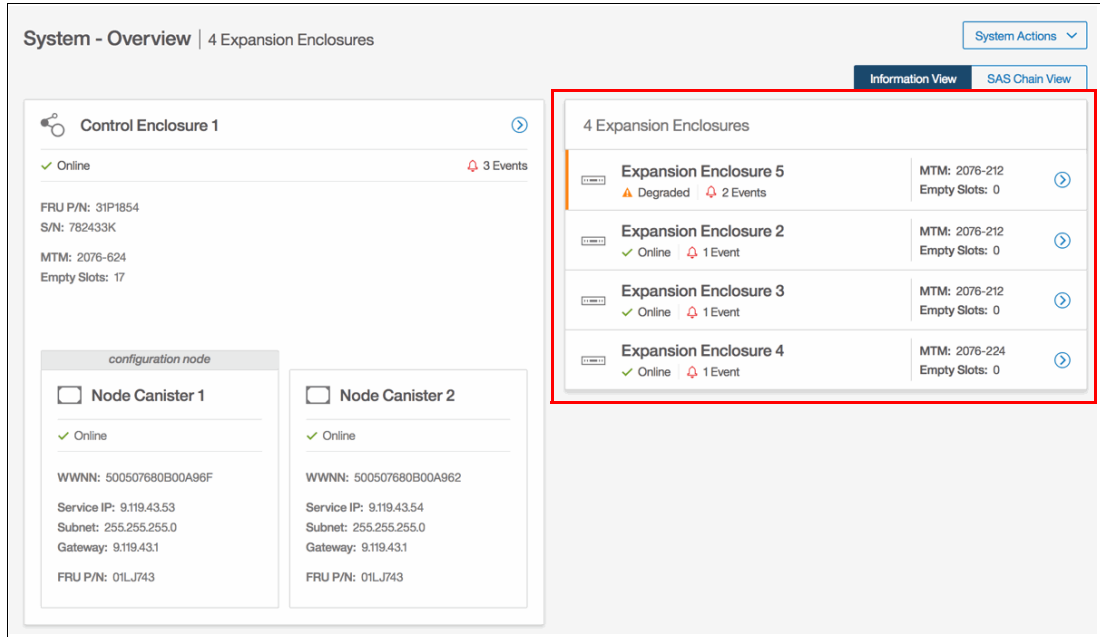 System - Overview | 4 Expansion Enclosures
System Actions
Information View
SAS Chain View
Control Enclosure 1
Online
3 Events
FRU P/N: 31P1854
S/N: 782433K
MTM: 2076-624
Empty Slots: 17
configuration node
Node Canister 1
Online
WWNN: 500507680B00A96F
Service IP: 9.119.43.53
Subnet: 255.255.255.0
Gateway: 9.119.43.1
FRU P/N: 01LJ743
Node Canister 2
Online
WWNN: 500507680B00A962
Service IP: 9.119.43.54
Subnet: 255.255.255.0
Gateway: 9.119.43.1
FRU P/N: 01LJ743
4 Expansion Enclosures
Expansion Enclosure 5
Degraded
2 Events
MTM: 2076-212
Empty Slots: 0
Expansion Enclosure 2
Online
1 Event
MTM: 2076-212
Empty Slots: 0
Expansion Enclosure 3
Online
1 Event
MTM: 2076-212
Empty Slots: 0
Expansion Enclosure 4
Online
1 Event
MTM: 2076-224
Empty Slots: 0